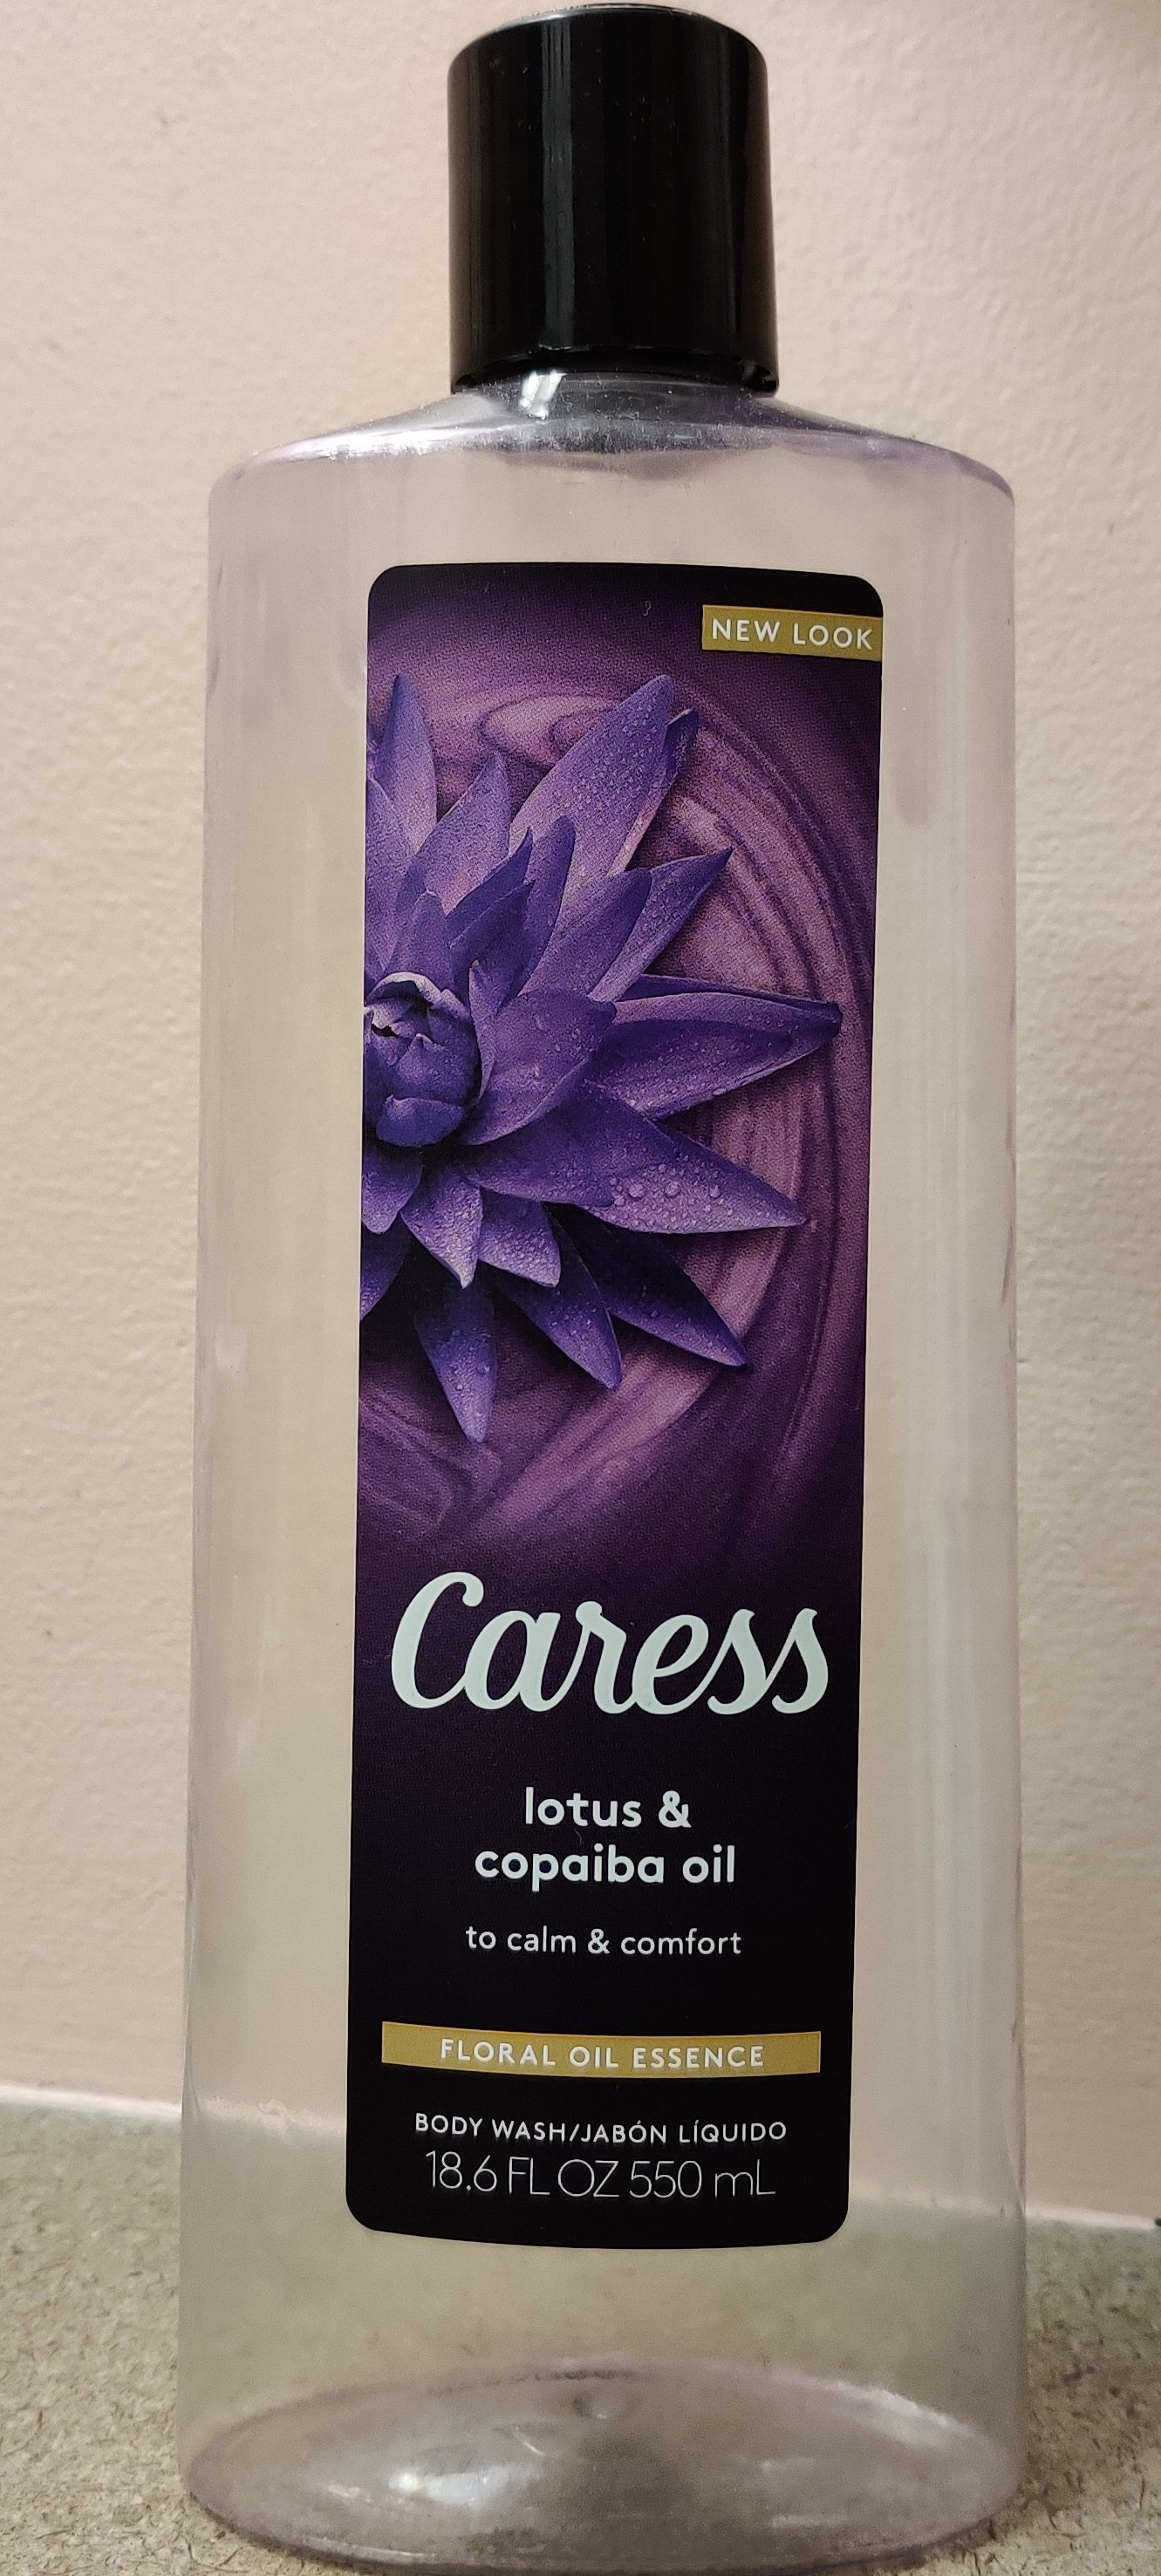 NEW LOOK
Caress
lotus &
copaiba oil
to calm & comfort
FLORAL OIL ESSENCE
BODY WASH/JABÓN LÍQUIDO
18.6 FL OZ 550 mL